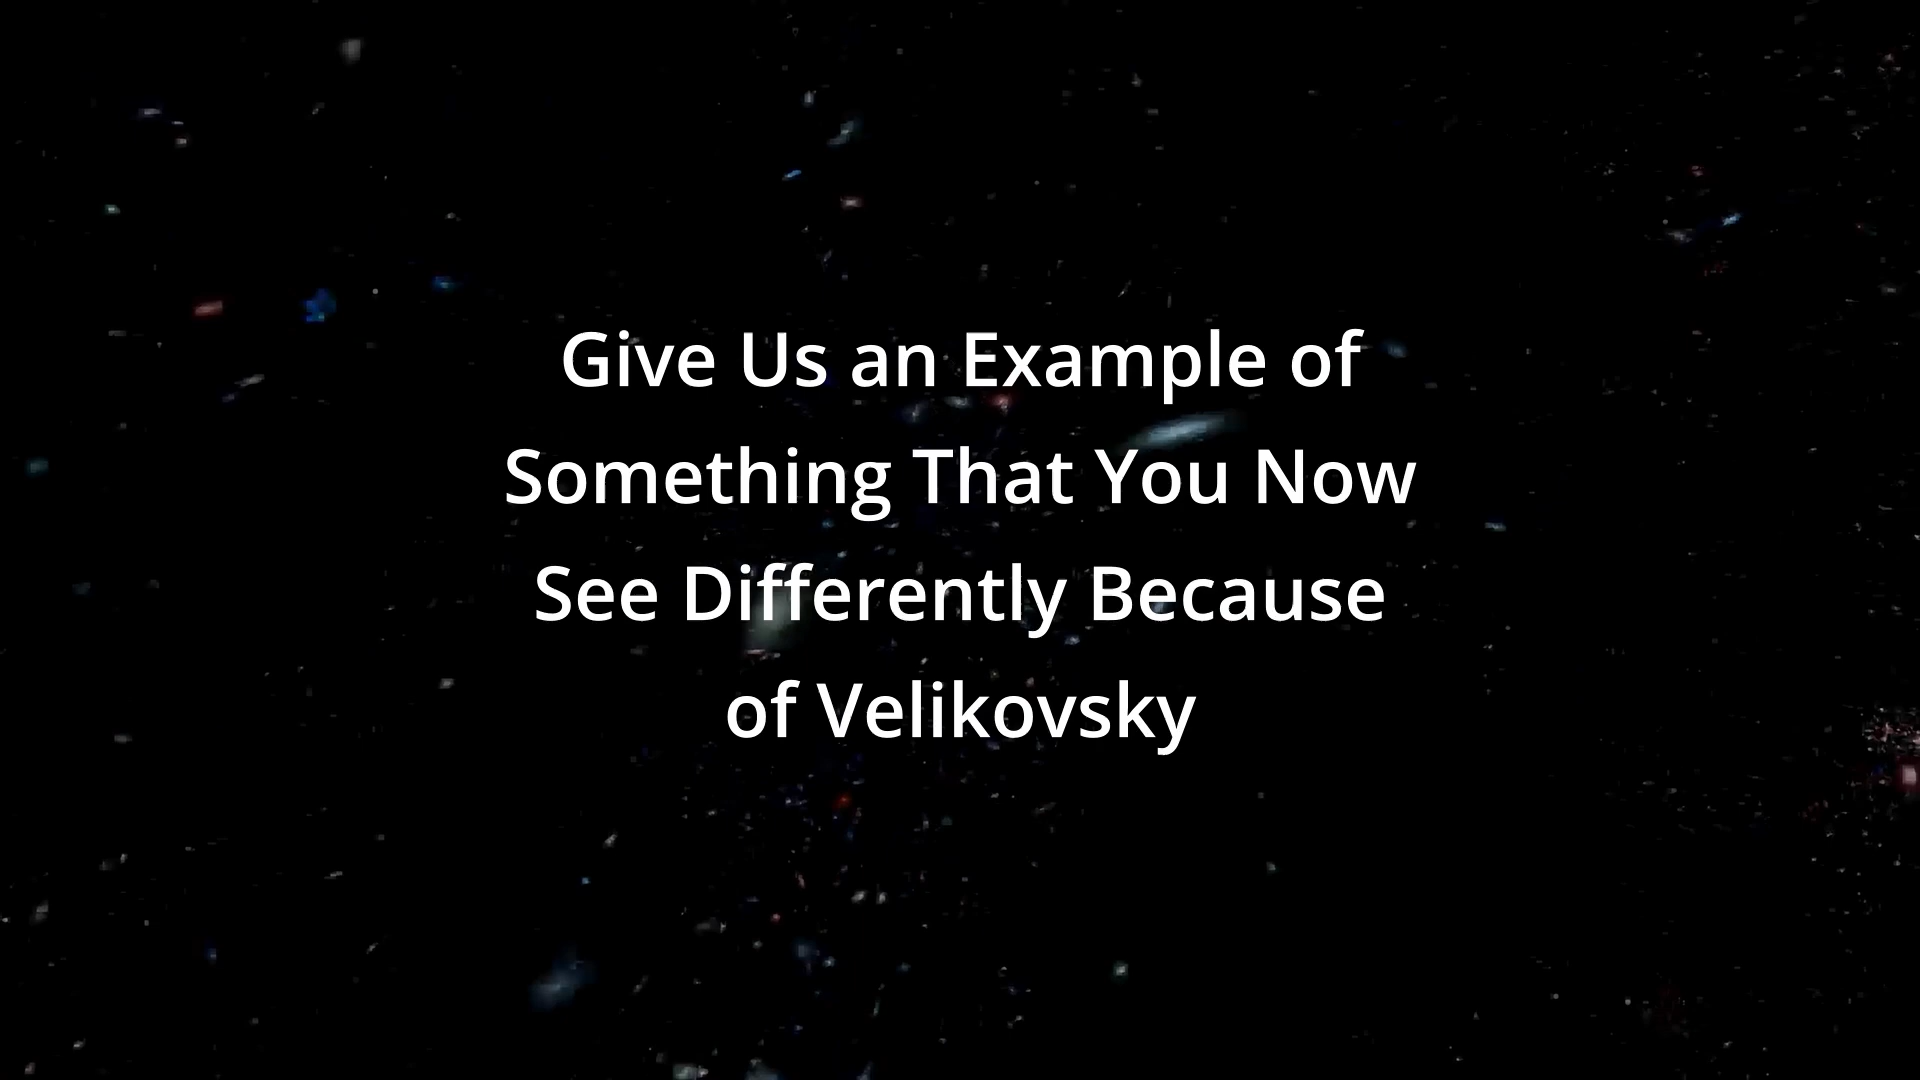 Give Us an Example of
Something That You Now
See Differently Because
of Velikovsky